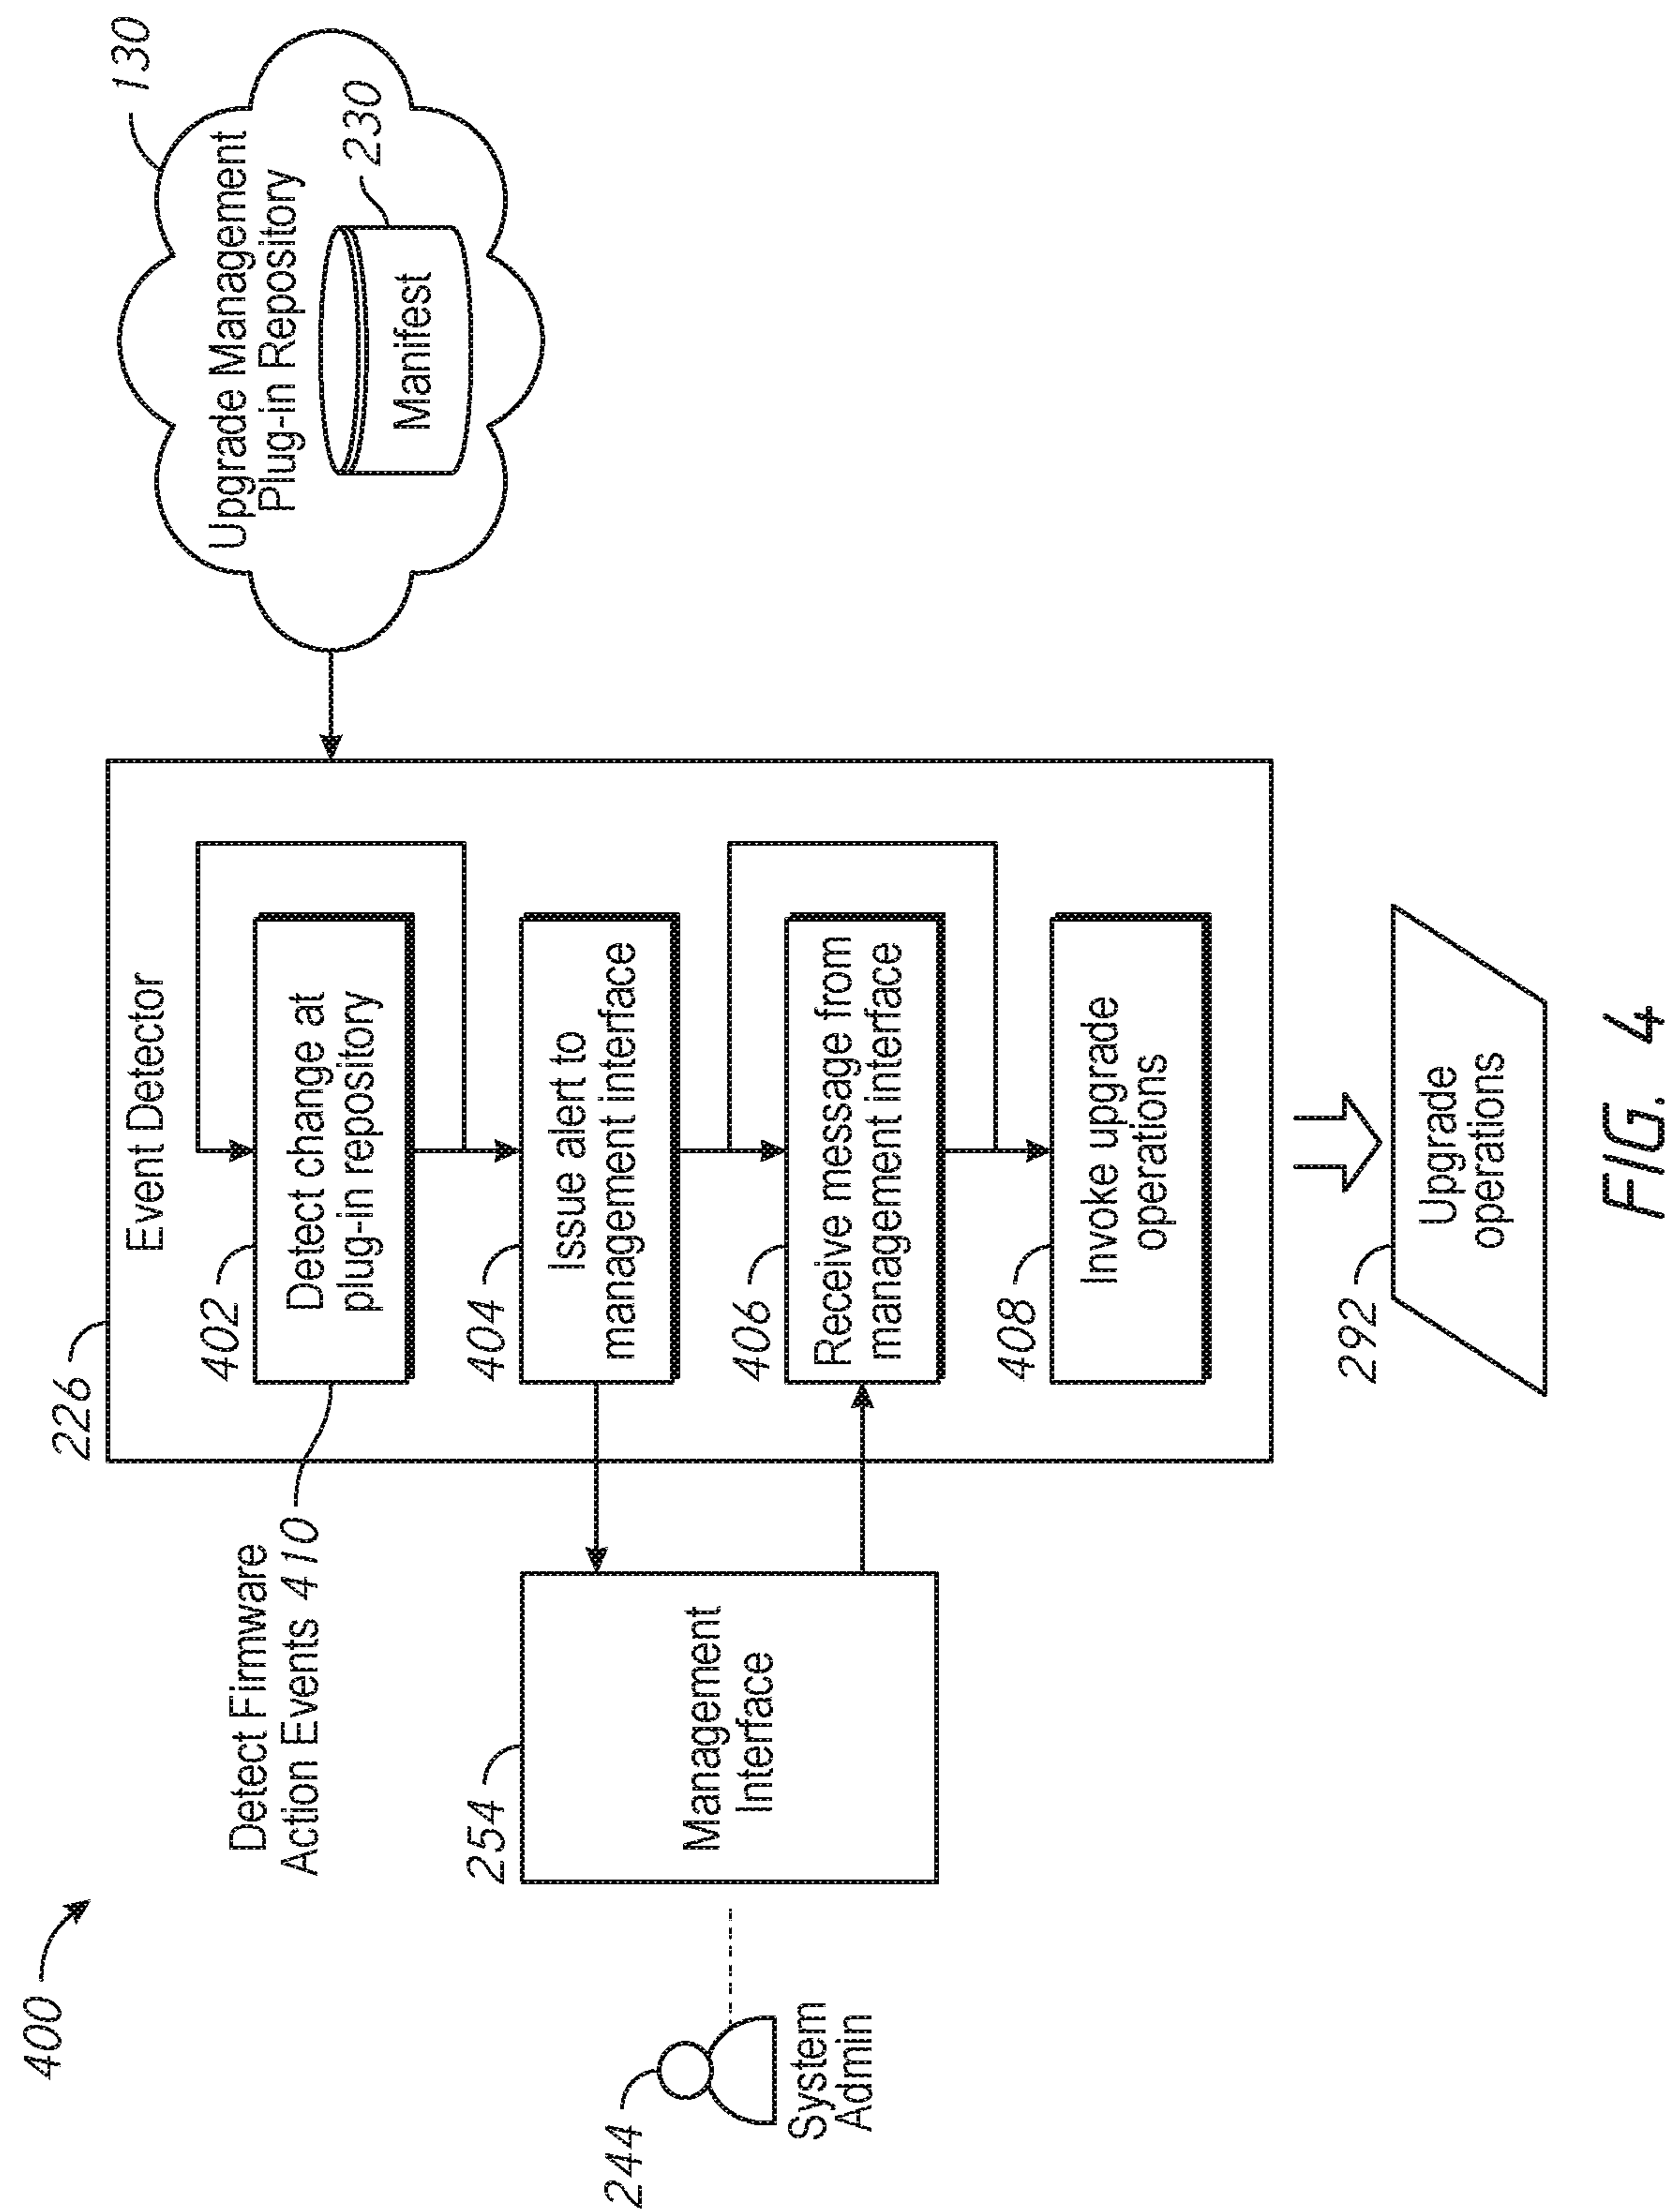 400
226
Event Detector
130
Upgrade Management
Plug-in Repository
230
Manifest
Detect Firmware
Action Events 410
402
Detect change at
plug-in repository
404
Issue alert to
management interface
254
Management
Interface
244
System
Admin
406
Receive message from
management interface
408
Invoke upgrade
operations
292
Upgrade
operations
FIG. 4